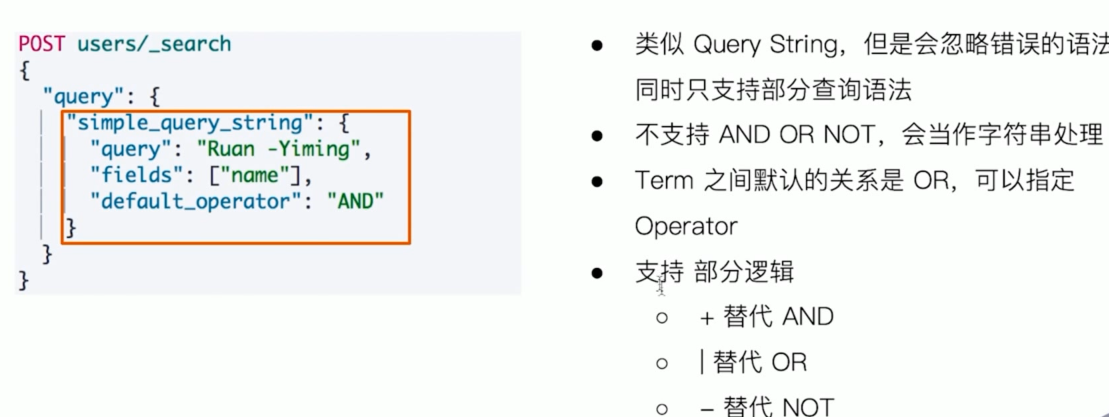 POST users/_search
{
"query": {
"simple_query_string": {
"query": "Ruan -Yiming",
"fields": ["name"],
"default_operator": "AND"
}
}
}
● 类似 Query String，但是会忽略错误的语法
同时只支持部分查询语法
● 不支持 AND OR NOT，会当作字符串处理
● Term 之间默认的关系是 OR，可以指定
Operator
● 支持 部分逻辑
○ + 替代 AND
○ | 替代 OR
○ – 替代 NOT